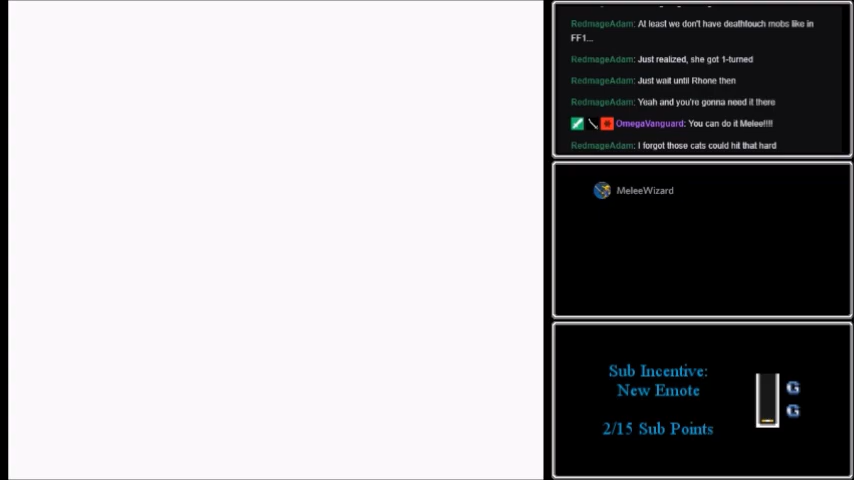 RedmageAdam: At least we don't have deathtouch mobs like in
FF1...
RedmageAdam: Just realized, she got 1-turned
RedmageAdam: Just wait until Rhone then
RedmageAdam: Yeah and you're gonna need it there
OmegaVanguard: You can do it Melee!!!!
RedmageAdam: I forgot those cats could hit that hard
MeleeWizard
Sub Incentive:
New Emote
2/15 Sub Points
G
G